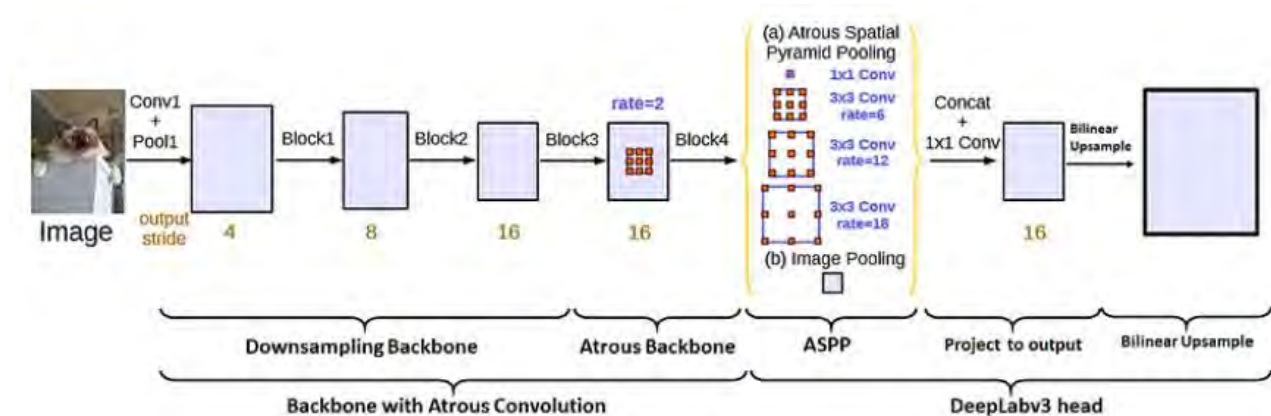 (a) Atrous Spatial
Pyramid Pooling
1x1 Conv
3x3 Conv
rate=6
3x3 Conv
rate=12
3x3 Conv
rate=18
(b) Image Pooling
Conv1
+
Pool1
Block1
Block2
Block3
rate=2
Block4
Concat
+
1x1 Conv
Bilinear
Upsample
Image
output
stride
4
8
16
16
16
Downsampling Backbone
Atrous Backbone
ASPP
Project to output
Bilinear Upsample
Backbone with Atrous Convolution
DeepLabv3 head